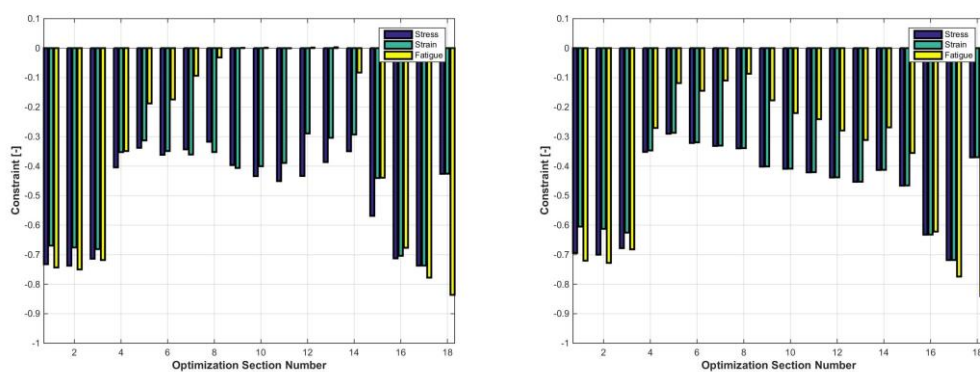 0.1
0
-0.1
-0.2
-0.3
-0.4
-0.5
-0.6
-0.7
-0.8
-0.9
-1
Constraint [-]
2 4 6 8 10 12 14 16 18
Optimization Section Number
Stress
Strain
Fatigue
0.1
0
-0.1
-0.2
-0.3
-0.4
-0.5
-0.6
-0.7
-0.8
-0.9
-1
Constraint [-]
2 4 6 8 10 12 14 16 18
Optimization Section Number
Stress
Strain
Fatigue